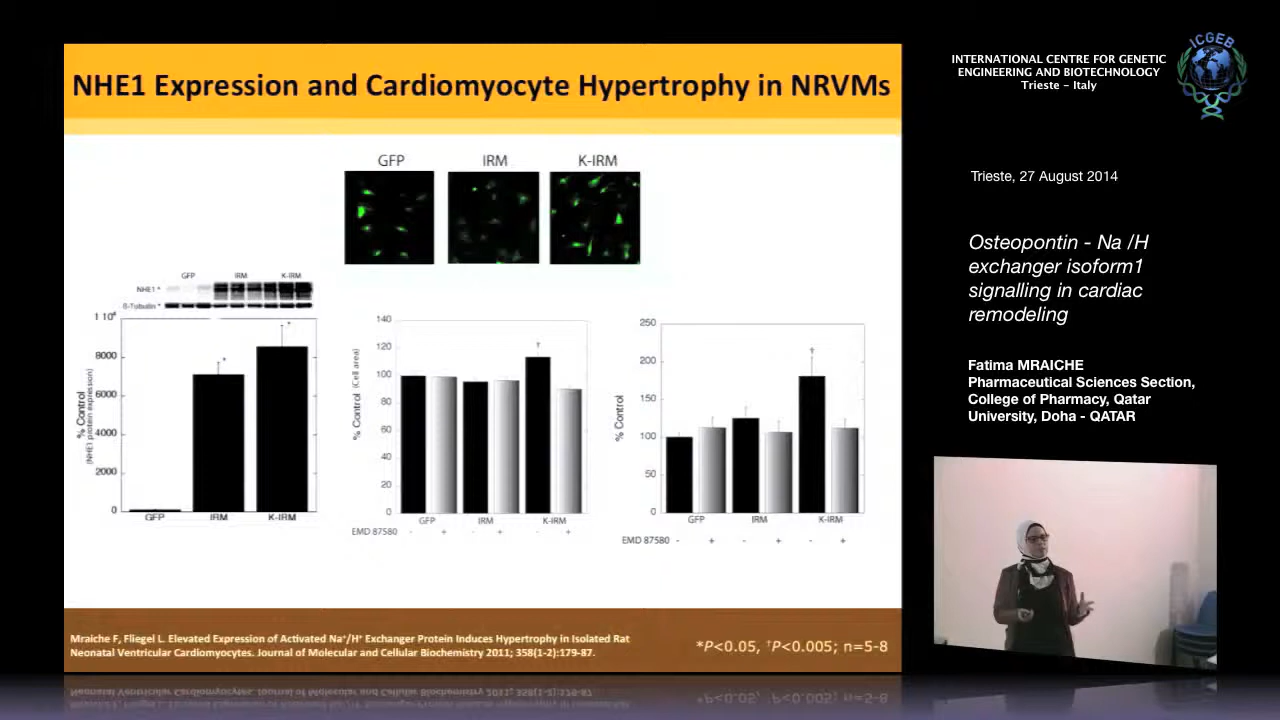 NHE1 Expression and Cardiomyocyte Hypertrophy in NRVMs
GFP IRM K-IRM
GFP IRM K-IRM
NHE1 *
β-Tubulin *
1 10⁴
8000
6000
4000
2000
0
% Control
(NHE1 protein expression)
* *
GFP IRM K-IRM
140
120
100
80
60
40
20
0
% Control (Cell area)
†
GFP IRM K-IRM
EMD 87580 - + - + - +
250
200
150
100
50
0
% Control
†
GFP IRM K-IRM
EMD 87580 - + - + - +
Mraiche F, Fliegel L. Elevated Expression of Activated Na⁺/H⁺ Exchanger Protein Induces Hypertrophy in Isolated Rat
Neonatal Ventricular Cardiomyocytes. Journal of Molecular and Cellular Biochemistry 2011; 358(1-2):179-87.
*P<0.05, †P<0.005; n=5-8
INTERNATIONAL CENTRE FOR GENETIC
ENGINEERING AND BIOTECHNOLOGY
Trieste - Italy
ICGEB
Trieste, 27 August 2014
Osteopontin - Na /H
exchanger isoform1
signalling in cardiac
remodeling
Fatima MRAICHE
Pharmaceutical Sciences Section,
College of Pharmacy, Qatar
University, Doha - QATAR